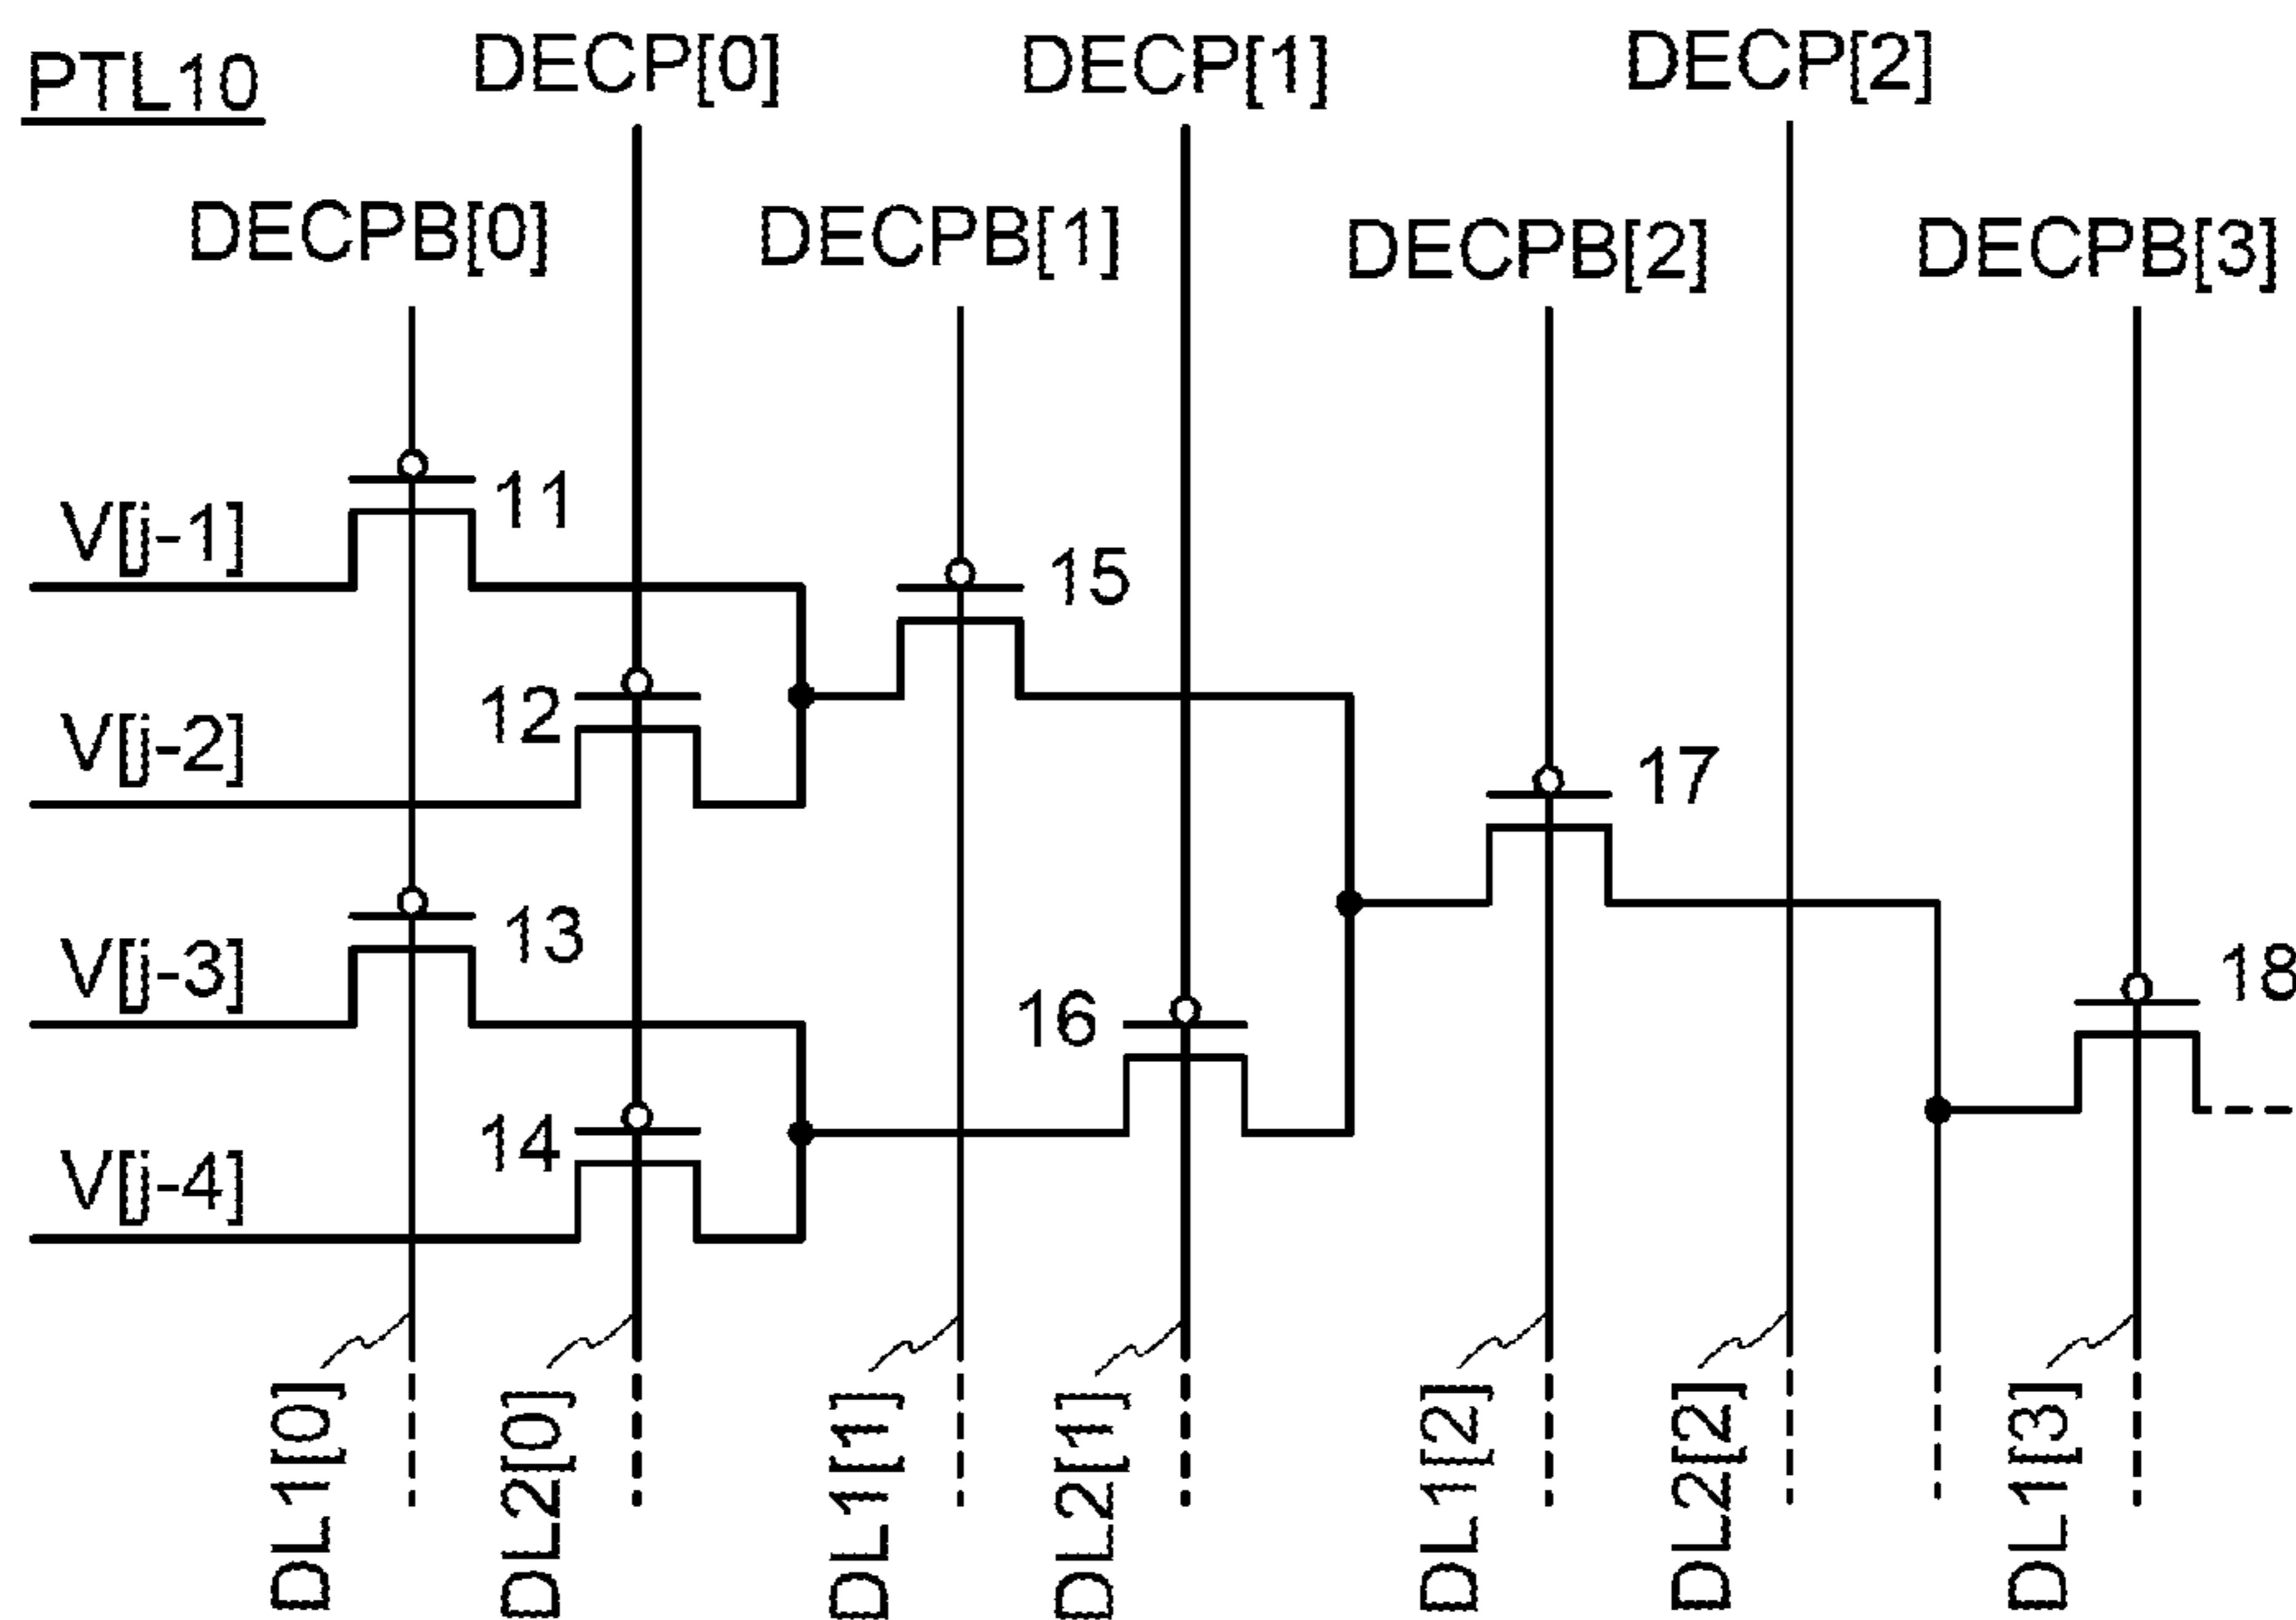 PTL10
DECP[0]
DECP[1]
DECP[2]
DECPB[0]
DECPB[1]
DECPB[2]
DECPB[3]
V[j-1]
11
15
V[j-2]
12
17
V[j-3]
13
16
18
V[j-4]
14
DL1[0]
DL2[0]
DL1[1]
DL2[1]
DL1[2]
DL2[2]
DL1[3]